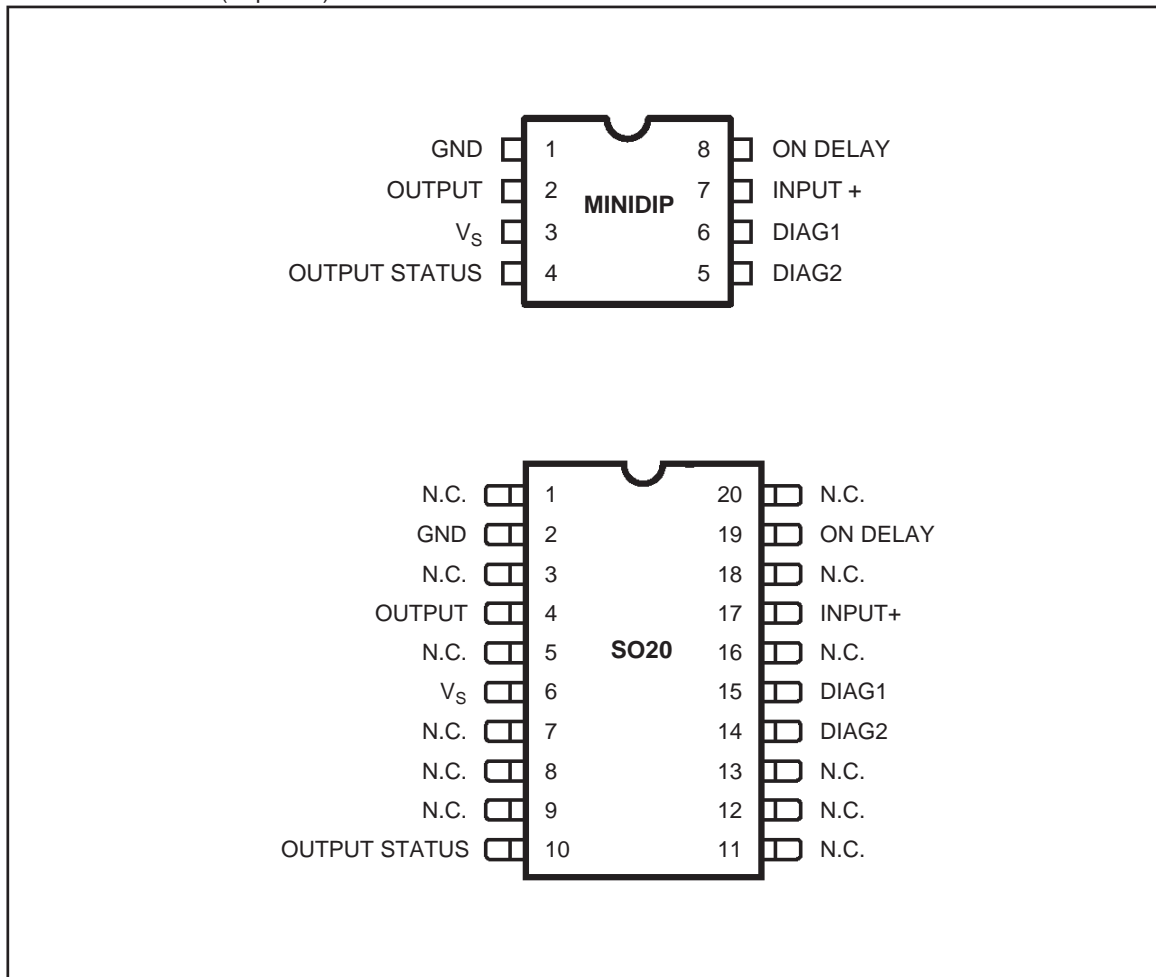 GND 1 8 ON DELAY
OUTPUT 2 7 INPUT +
MINIDIP
VS 3 6 DIAG1
OUTPUT STATUS 4 5 DIAG2
N.C. 1 20 N.C.
GND 2 19 ON DELAY
N.C. 3 18 N.C.
OUTPUT 4 17 INPUT+
N.C. 5 SO20 16 N.C.
VS 6 15 DIAG1
N.C. 7 14 DIAG2
N.C. 8 13 N.C.
N.C. 9 12 N.C.
OUTPUT STATUS 10 11 N.C.